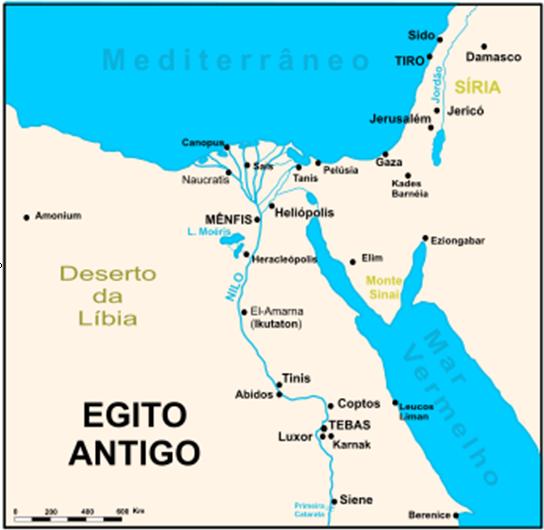 Mediterrâneo
Sido
TIRO
Damasco
SÍRIA
Jordão
Jericó
Jerusalém
Canopus
Sais
Naucratis
Tanis
Pelúsia
Gaza
Kades
Barnéia
Amonium
MÊNFIS
Heliópolis
L. Moéris
Heracleópolis
Elim
Eziongabar
Monte
Sinai
Deserto
da
Líbia
NILO
El-Amarna
(Ikutaton)
Mar
Vermelho
Tinis
Abidos
Coptos
Leucos
Liman
TEBAS
Luxor
Karnak
EGITO
ANTIGO
Primeira
Catarata
Siene
Berenice
0 200 400 600 Km